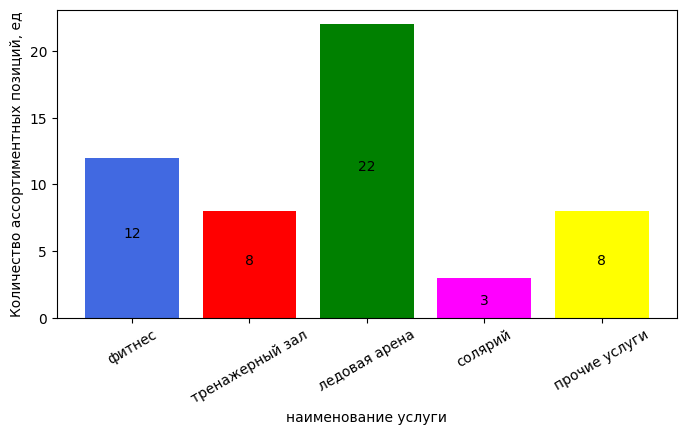 Количество ассортиментных позиций, ед
20
15
10
5
0
12
8
22
3
8
фитнес
тренажерный зал
ледовая арена
солярий
прочие услуги
наименование услуги